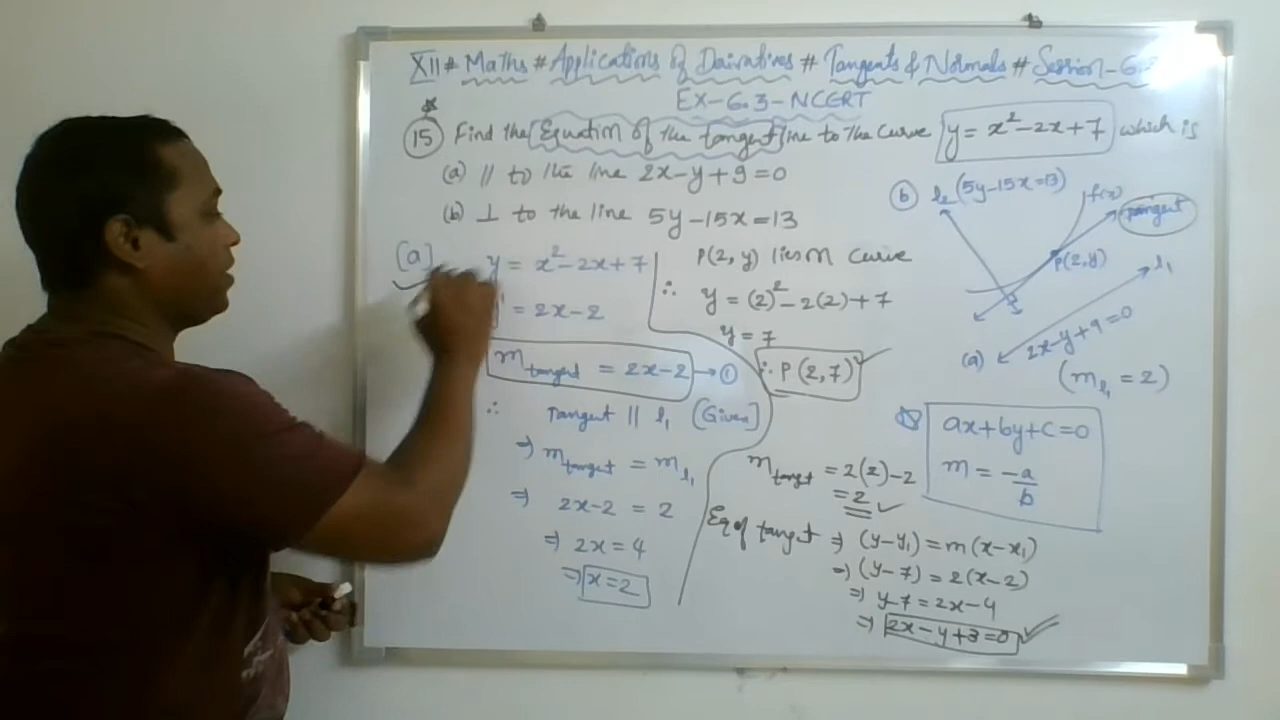 XII # Maths # Applications of Dairatives # Tangents & Normals # Session-6.3
EX-6.3-NCERT
(15) Find the Equation of the tangent line to the curve y = x² - 2x + 7 which is
(a) // to the line 2x - y + 9 = 0
(b) ⊥ to the line 5y - 15x = 13
[a]
y = x² - 2x + 7
y' = 2x - 2
m tangent = 2x - 2 → ①
∴ Tangent // l₁ (Given)
⇒ m tangent = m l₁
⇒ 2x - 2 = 2
⇒ 2x = 4
⇒ x = 2
P(2, y) lies on curve
∴ y = (2)² - 2(2) + 7
y = 7
∴ P(2, 7)
m tangt = 2(2) - 2
= 2
Eq of tangent ⇒ (y - y₁) = m(x - x₁)
⇒ (y - 7) = 2(x - 2)
⇒ y - 7 = 2x - 4
⇒ 2x - y + 3 = 0
(b) l₂ (5y - 15x = 13)
f(x)
tangent
P(2, y)
l₁
(a) 2x - y + 9 = 0
(m l₁ = 2)
ax + by + c = 0
m = -a/b